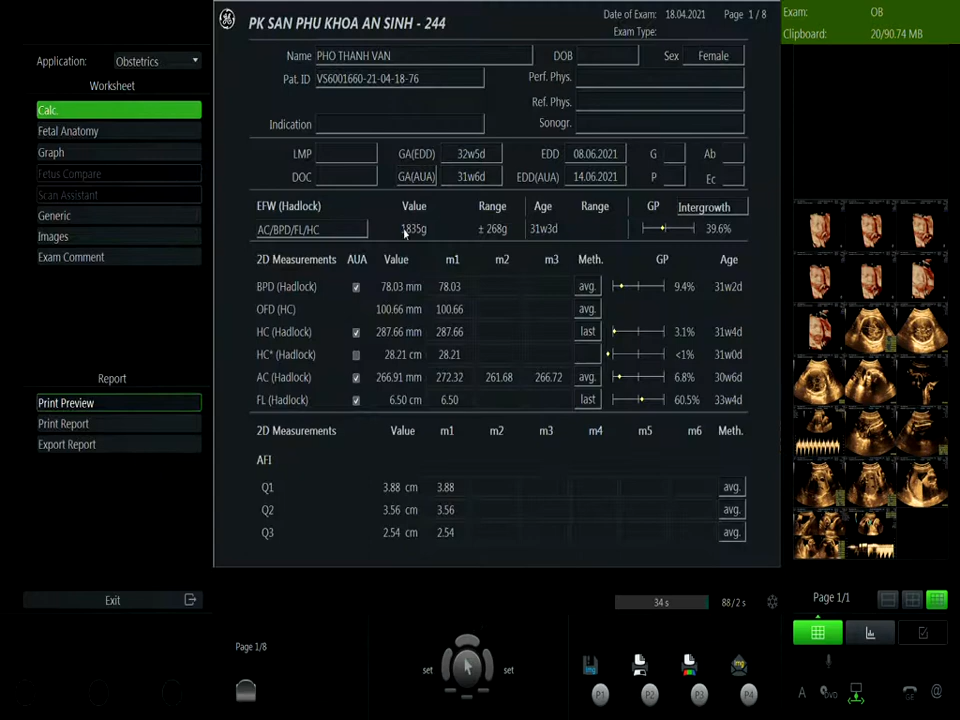 PK SAN PHU KHOA AN SINH - 244
Date of Exam: 18.04.2021 Page 1 / 8
Exam Type:
Exam: OB
Clipboard: 20/90.74 MB
Application: Obstetrics
Worksheet
Calc.
Fetal Anatomy
Graph
Fetus Compare
Scan Assistant
Generic
Images
Exam Comment
Report
Print Preview
Print Report
Export Report
Exit
Name PHO THANH VAN DOB Sex Female
Pat. ID VS6001660-21-04-18-76 Perf. Phys.
Ref. Phys.
Indication Sonogr.
LMP GA(EDD) 32w5d EDD 08.06.2021 G Ab
DOC GA(AUA) 31w6d EDD(AUA) 14.06.2021 P Ec
EFW (Hadlock) Value Range Age Range GP Intergrowth
AC/BPD/FL/HC 1835g ± 268g 31w3d 39.6%
2D Measurements AUA Value m1 m2 m3 Meth. GP Age
BPD (Hadlock) 78.03 mm 78.03 avg. 9.4% 31w2d
OFD (HC) 100.66 mm 100.66 avg.
HC (Hadlock) 287.66 mm 287.66 last 3.1% 31w4d
HC* (Hadlock) 28.21 cm 28.21 <1% 31w0d
AC (Hadlock) 266.91 mm 272.32 261.68 266.72 avg. 6.8% 30w6d
FL (Hadlock) 6.50 cm 6.50 last 60.5% 33w4d
2D Measurements Value m1 m2 m3 m4 m5 m6 Meth.
AFI
Q1 3.88 cm 3.88 avg.
Q2 3.56 cm 3.56 avg.
Q3 2.54 cm 2.54 avg.
34 s 88/2 s
Page 1/1
Page 1/8
set set
P1 P2 P3 P4
A DVD @